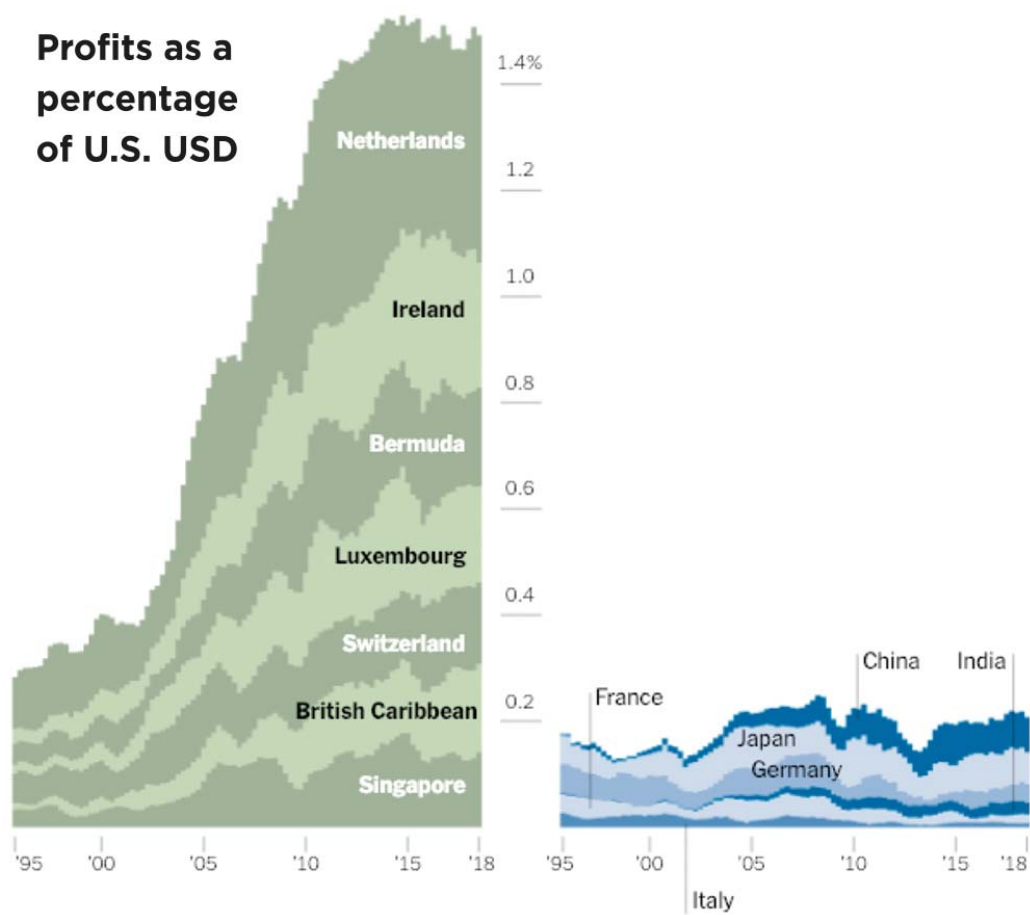 Profits as a
percentage
of U.S. USD
1.4%
Netherlands
1.2
1.0
Ireland
0.8
Bermuda
0.6
Luxembourg
0.4
Switzerland
British Caribbean
0.2
Singapore
'95 '00 '05 '10 '15 '18
China India
France
Japan
Germany
'95 '00 '05 '10 '15 '18
Italy